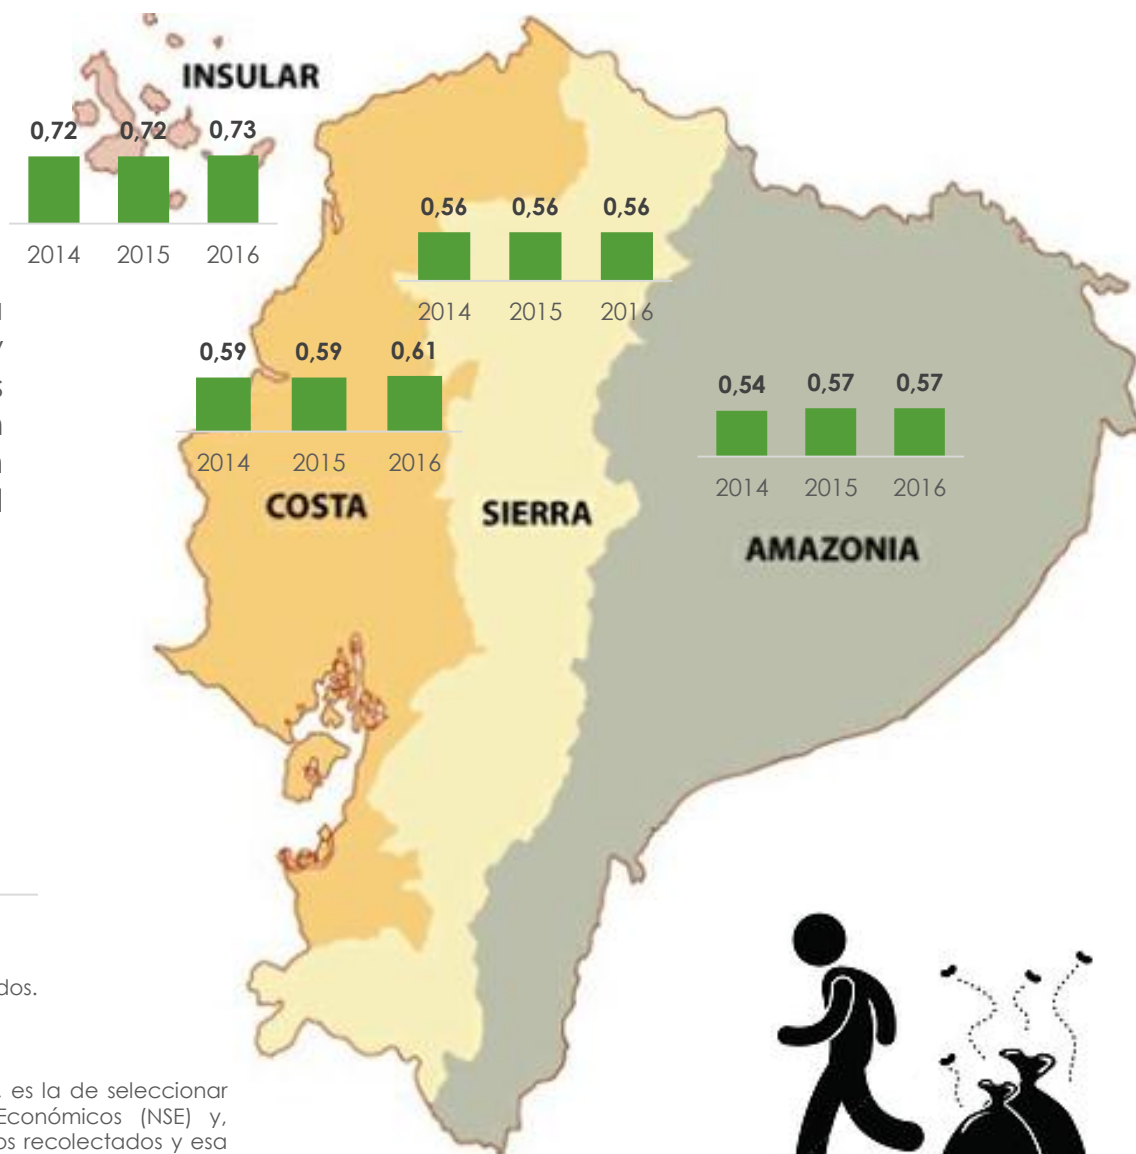 INSULAR
0,72 0,72 0,73
2014 2015 2016
0,56 0,56 0,56
2014 2015 2016
0,59 0,59 0,61
2014 2015 2016
0,54 0,57 0,57
2014 2015 2016
COSTA
SIERRA
AMAZONIA
es la de seleccionar
Económicos (NSE) y,
recolectados y esa